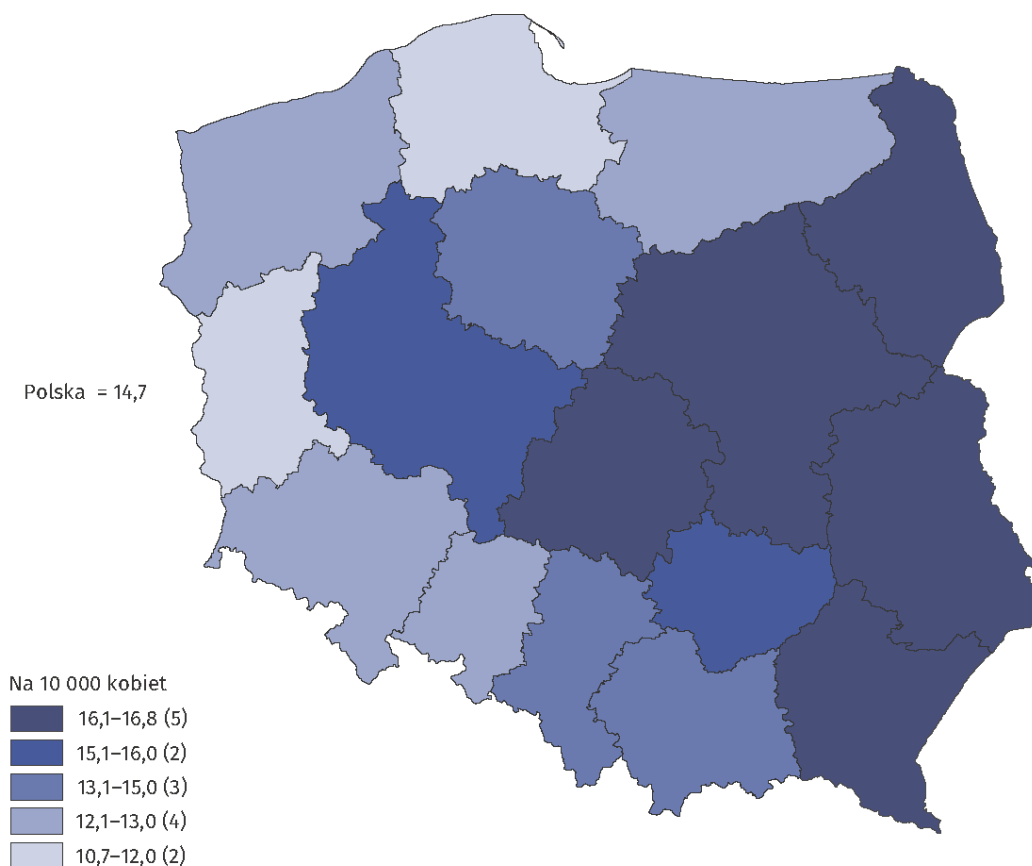 Polska = 14,7
Na 10 000 kobiet
16,1–16,8 (5)
15,1–16,0 (2)
13,1–15,0 (3)
12,1–13,0 (4)
10,7–12,0 (2)